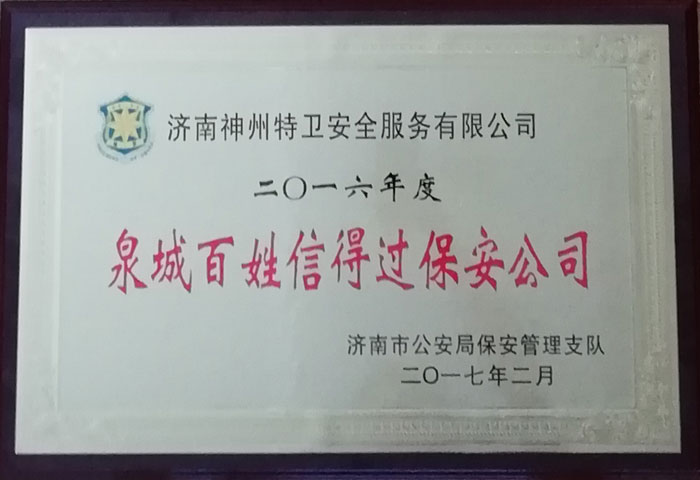 济南神州特卫安全服务有限公司
二〇一六年度
泉城百姓信得过保安公司
济南市公安局保安管理支队
二〇一七年二月